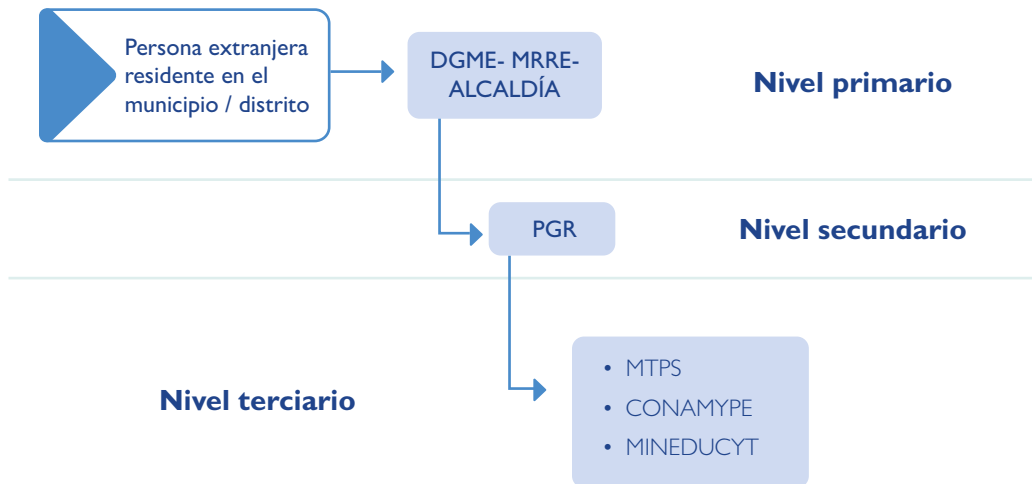 Persona extranjera
residente en el
municipio / distrito
DGME- MRRE-
ALCALDÍA
Nivel primario
PGR
Nivel secundario
Nivel terciario
• MTPS
• CONAMYPE
• MINEDUCYT